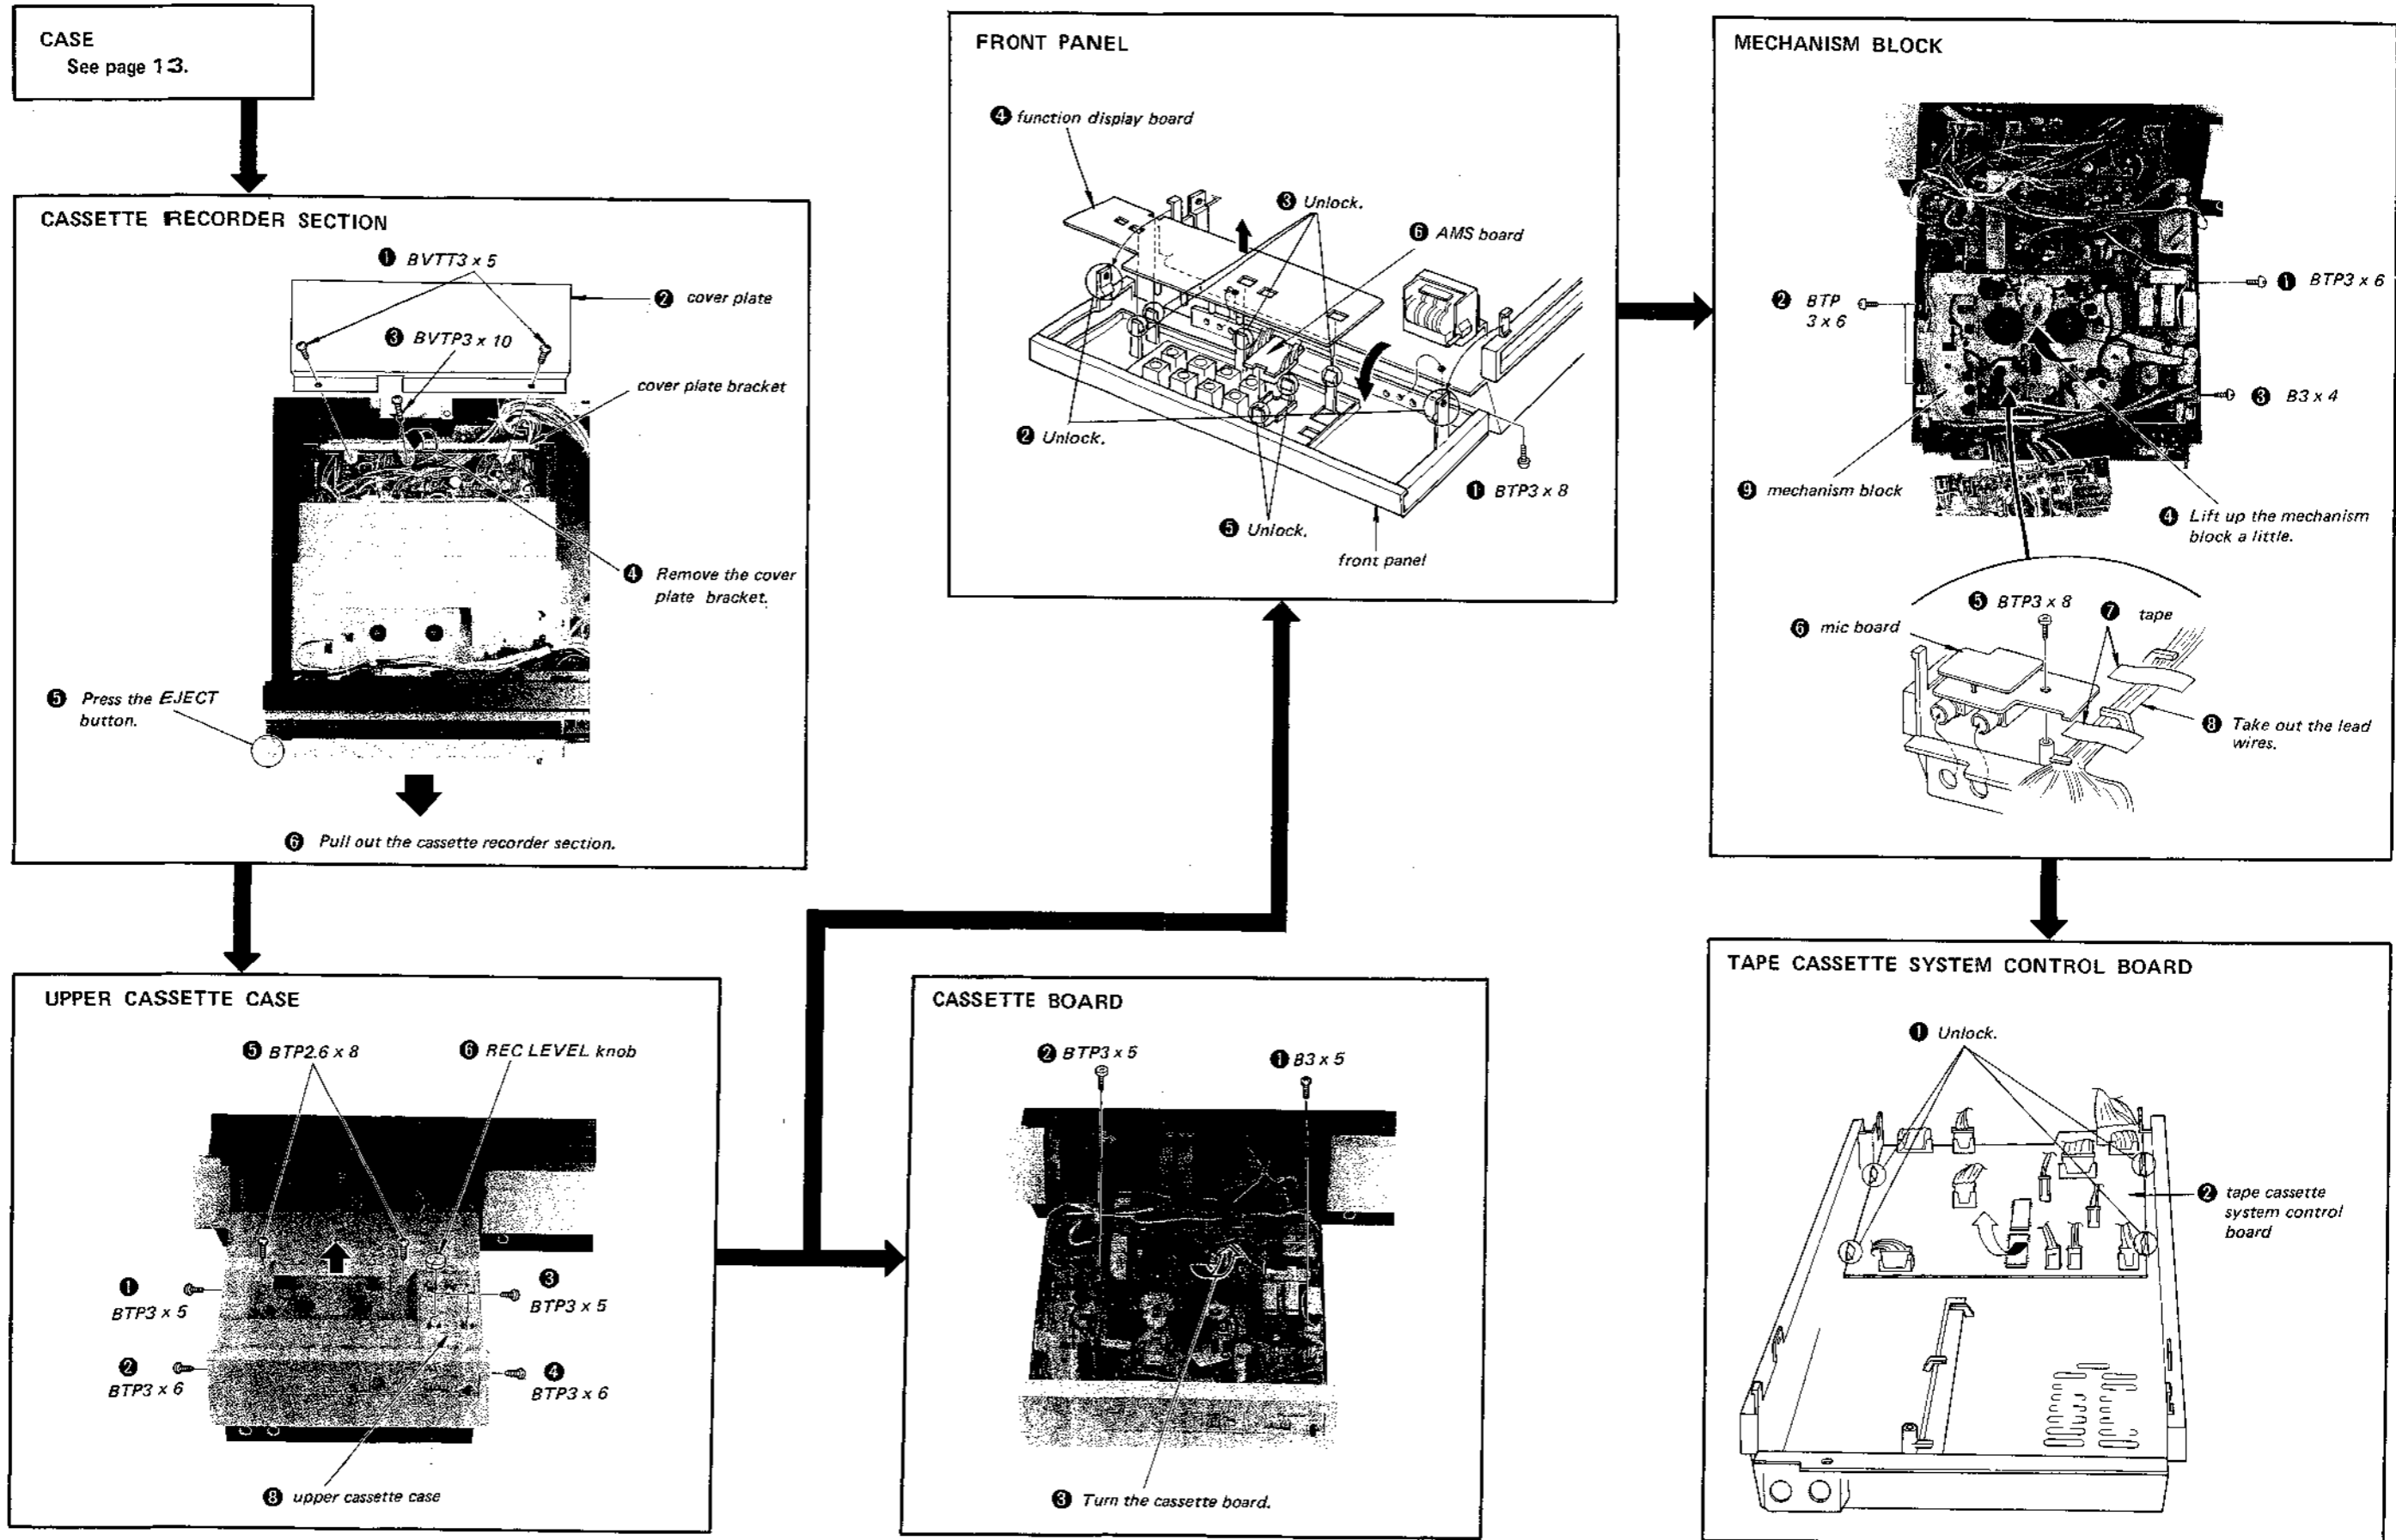 CASE
See page 13.
CASSETTE RECORDER SECTION
❶ BVTT3 x 5
❷ cover plate
❸ BVTP3 x 10
cover plate bracket
❹ Remove the cover
plate bracket.
❺ Press the EJECT
button.
❻ Pull out the cassette recorder section.
UPPER CASSETTE CASE
❺ BTP2.6 x 8
❻ REC LEVEL knob
❶
BTP3 x 5
❸
BTP3 x 5
❷
BTP3 x 6
❹
BTP3 x 6
❽ upper cassette case
CASSETTE BOARD
❷ BTP3 x 5
❶ B3 x 5
❸ Turn the cassette board.
FRONT PANEL
❹ function display board
❸ Unlock.
❻ AMS board
❷ Unlock.
❶ BTP3 x 8
❺ Unlock.
front panel
MECHANISM BLOCK
❶ BTP3 x 6
❷ BTP
3 x 6
❸ B3 x 4
❾ mechanism block
❹ Lift up the mechanism
block a little.
❺ BTP3 x 8
❼ tape
❻ mic board
❽ Take out the lead
wires.
TAPE CASSETTE SYSTEM CONTROL BOARD
❶ Unlock.
❷ tape cassette
system control
board